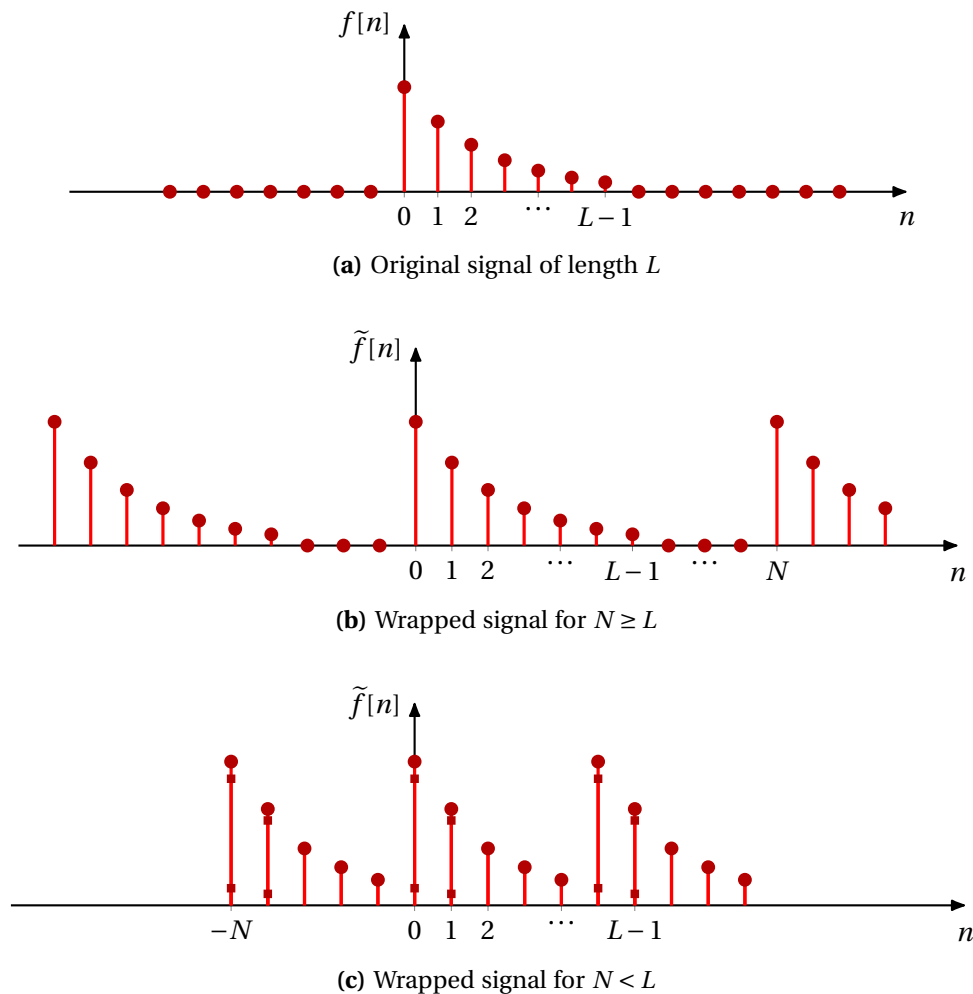 f[n]
0 1 2 ... L−1
n
(a) Original signal of length L
f̃[n]
0 1 2 ... L−1 ... N
n
(b) Wrapped signal for N ≥ L
f̃[n]
−N 0 1 2 ... L−1
n
(c) Wrapped signal for N < L